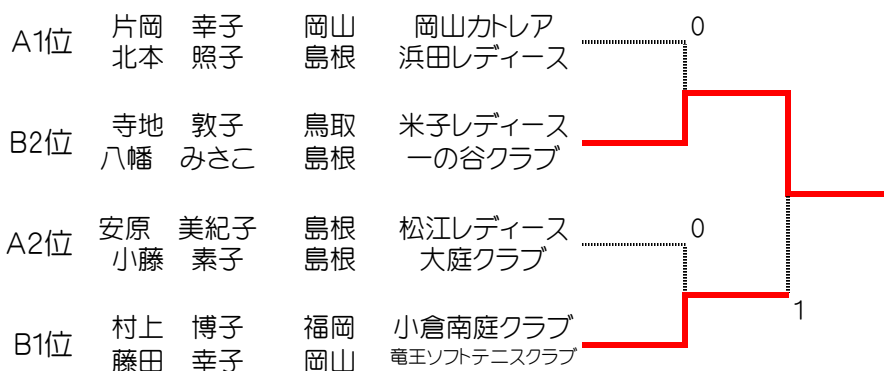 片岡 幸子 岡山 岡山カトレア 0
A1位
北本 照子 島根 浜田レディース
寺地 敦子 鳥取 米子レディース
B2位
八幡 みさこ 島根 一の谷クラブ
安原 美紀子 島根 松江レディース 0
A2位
小藤 素子 島根 大庭クラブ
1
村上 博子 福岡 小倉南庭クラブ
B1位
藤田 幸子 岡山 竜王ソフトテニスクラブ